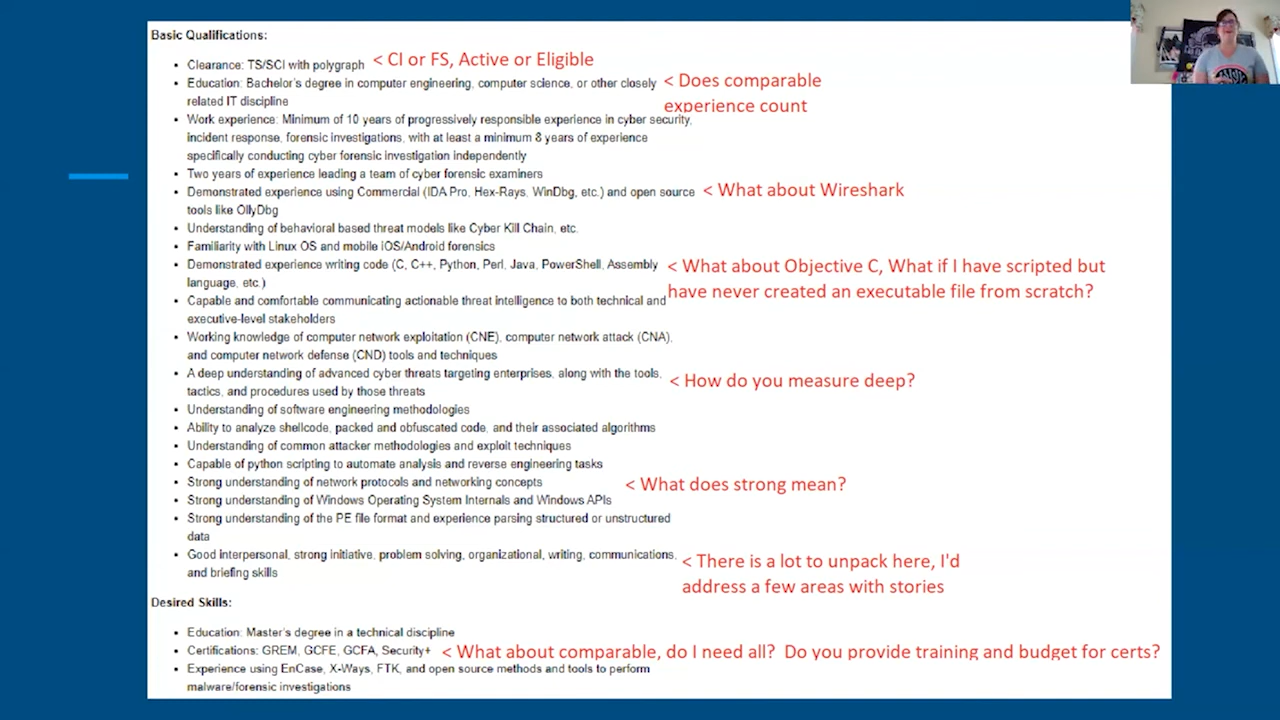 Basic Qualifications:
• Clearance: TS/SCI with polygraph < CI or FS, Active or Eligible
• Education: Bachelor's degree in computer engineering, computer science, or other closely < Does comparable
related IT discipline experience count
• Work experience: Minimum of 10 years of progressively responsible experience in cyber security,
incident response, forensic investigations, with at least a minimum 8 years of experience
specifically conducting cyber forensic investigation independently
• Two years of experience leading a team of cyber forensic examiners
• Demonstrated experience using Commercial (IDA Pro, Hex-Rays, WinDbg, etc.) and open source < What about Wireshark
tools like OllyDbg
• Understanding of behavioral based threat models like Cyber Kill Chain, etc.
• Familiarity with Linux OS and mobile iOS/Android forensics
• Demonstrated experience writing code (C, C++, Python, Perl, Java, PowerShell, Assembly < What about Objective C, What if I have scripted but
language, etc.) have never created an executable file from scratch?
• Capable and comfortable communicating actionable threat intelligence to both technical and
executive-level stakeholders
• Working knowledge of computer network exploitation (CNE), computer network attack (CNA),
and computer network defense (CND) tools and techniques
• A deep understanding of advanced cyber threats targeting enterprises, along with the tools, < How do you measure deep?
tactics, and procedures used by those threats
• Understanding of software engineering methodologies
• Ability to analyze shellcode, packed and obfuscated code, and their associated algorithms
• Understanding of common attacker methodologies and exploit techniques
• Capable of python scripting to automate analysis and reverse engineering tasks
• Strong understanding of network protocols and networking concepts < What does strong mean?
• Strong understanding of Windows Operating System Internals and Windows APIs
• Strong understanding of the PE file format and experience parsing structured or unstructured
data
• Good interpersonal, strong initiative, problem solving, organizational, writing, communications, < There is a lot to unpack here, I'd
and briefing skills address a few areas with stories
Desired Skills:
• Education: Master's degree in a technical discipline
• Certifications: GREM, GCFE, GCFA, Security+ < What about comparable, do I need all? Do you provide training and budget for certs?
• Experience using EnCase, X-Ways, FTK, and open source methods and tools to perform
malware/forensic investigations